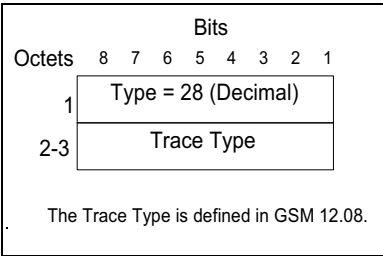 Bits
Octets 8 7 6 5 4 3 2 1
1 Type = 28 (Decimal)
2-3 Trace Type
The Trace Type is defined in GSM 12.08.
.